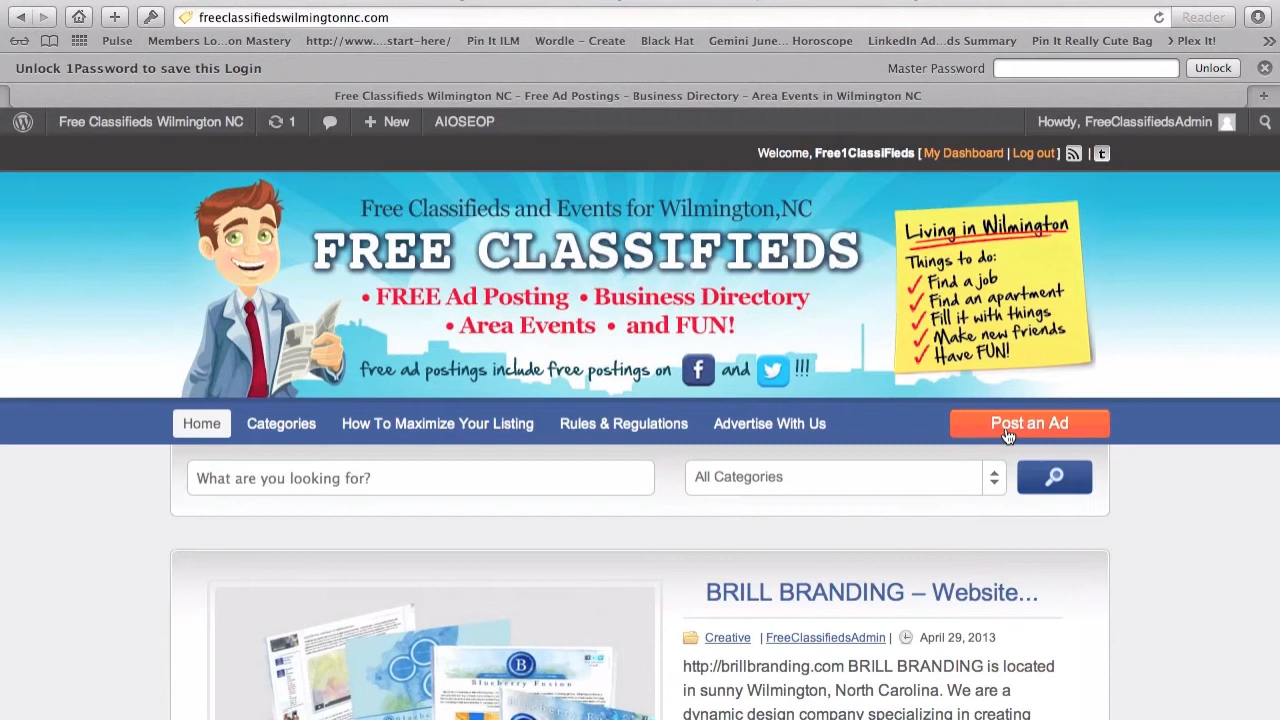 freeclassifiedswilmingtonnc.com
Reader
Pulse Members Lo...on Mastery http://www....start-here/ Pin It ILM Wordle – Create Black Hat Gemini June... Horoscope LinkedIn Ad...ds Summary Pin It Really Cute Bag > Plex It! >>
Unlock 1Password to save this Login Master Password Unlock
Free Classifieds Wilmington NC – Free Ad Postings – Business Directory – Area Events in Wilmington NC
Free Classifieds Wilmington NC 1 + New AIOSEOP Howdy, FreeClassifiedsAdmin
Welcome, Free1ClassiFieds [ My Dashboard | Log out ] | t
Free Classifieds and Events for Wilmington,NC
FREE CLASSIFIEDS
• FREE Ad Posting • Business Directory
• Area Events • and FUN!
free ad postings include free postings on f and !!!
Living in Wilmington
Things to do:
Find a job
Find an apartment
Fill it with things
Make new friends
Have FUN!
Home Categories How To Maximize Your Listing Rules & Regulations Advertise With Us Post an Ad
What are you looking for? All Categories
BRILL BRANDING – Website...
Creative | FreeClassifiedsAdmin | April 29, 2013
http://brillbranding.com BRILL BRANDING is located
in sunny Wilmington, North Carolina. We are a
dynamic design company specializing in creating
B
Blueberry Fusion